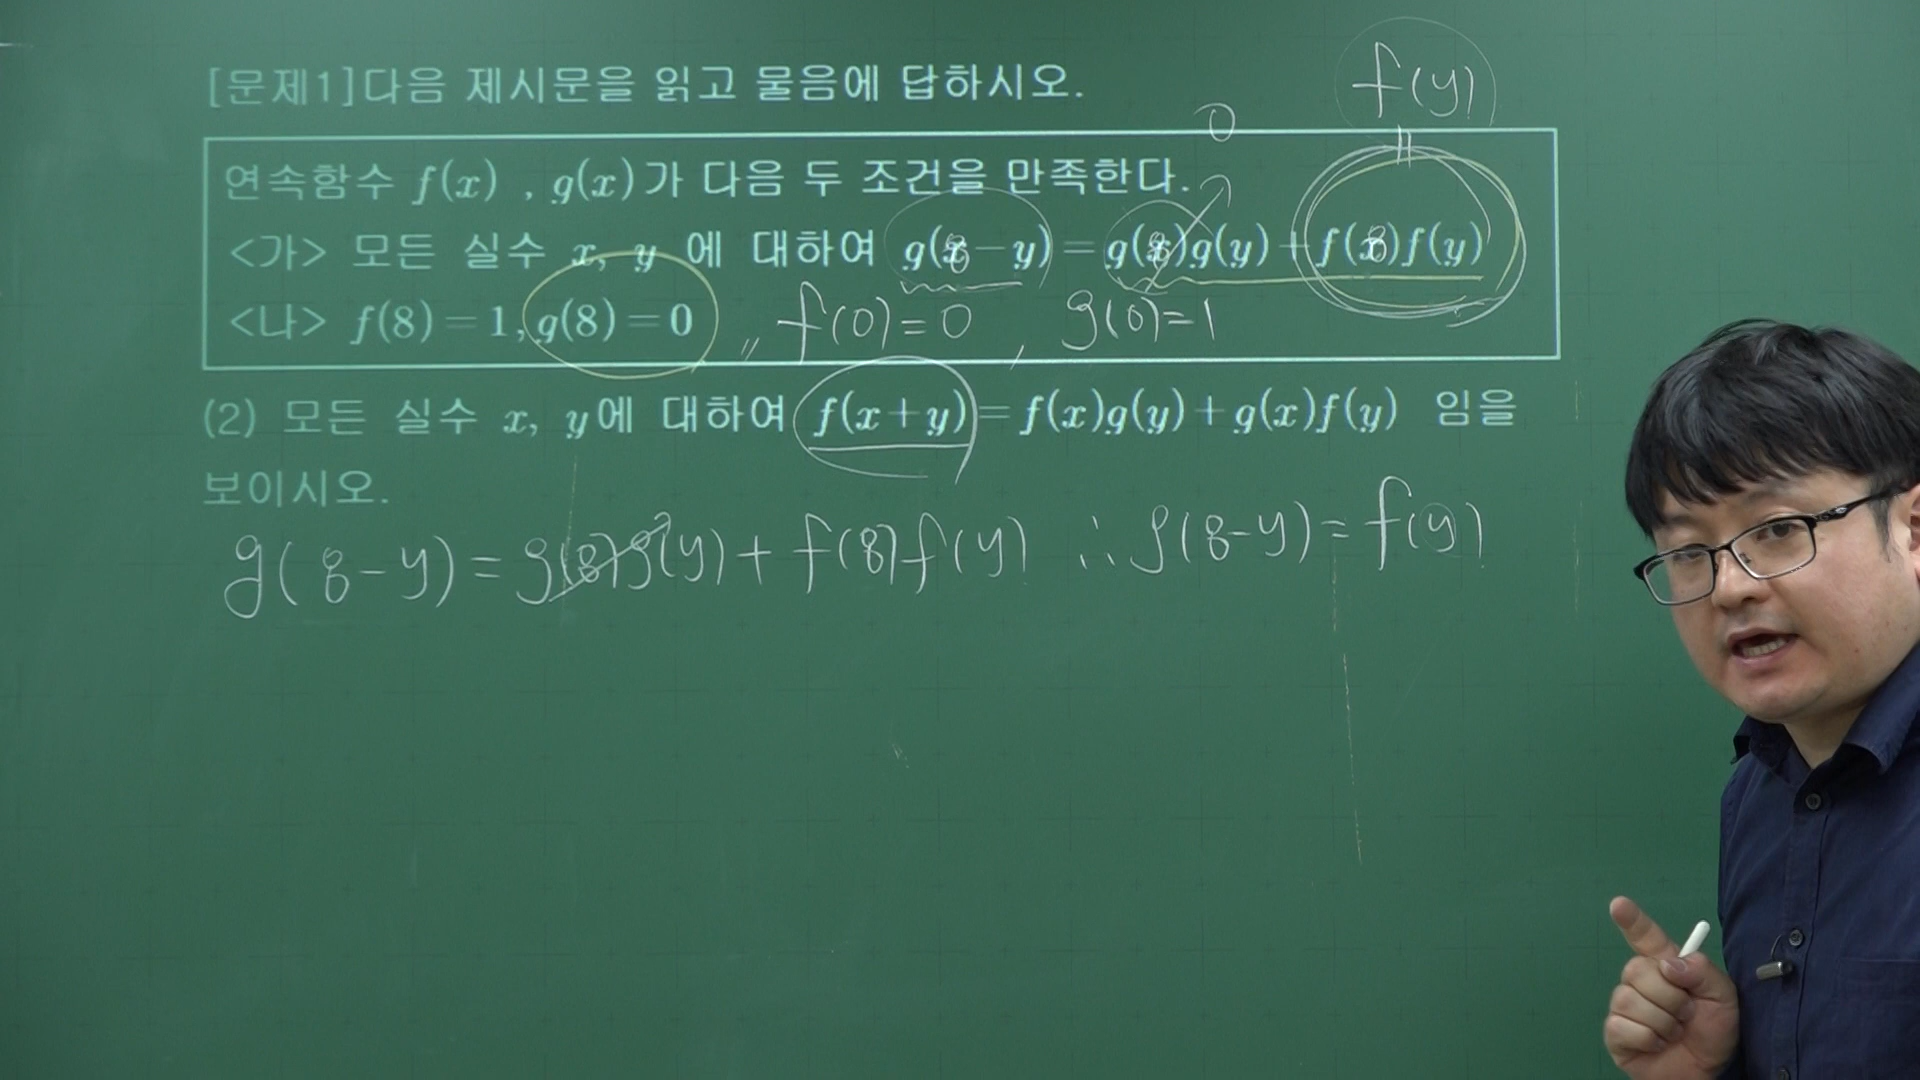 [문제1]다음 제시문을 읽고 물음에 답하시오.
f(y)
=
0
연속함수 f(x) , g(x)가 다음 두 조건을 만족한다.
<가> 모든 실수 x, y 에 대하여 g(x-y)=g(x)g(y)+f(x)f(y)
8 8 8
<나> f(8)=1, g(8)=0 , f(0)=0 , g(0)=1
(2) 모든 실수 x, y에 대하여 f(x+y)=f(x)g(y)+g(x)f(y) 임을
보이시오.
g(8-y)=g(8)g(y)+f(8)f(y) ∴g(8-y)=f(y)